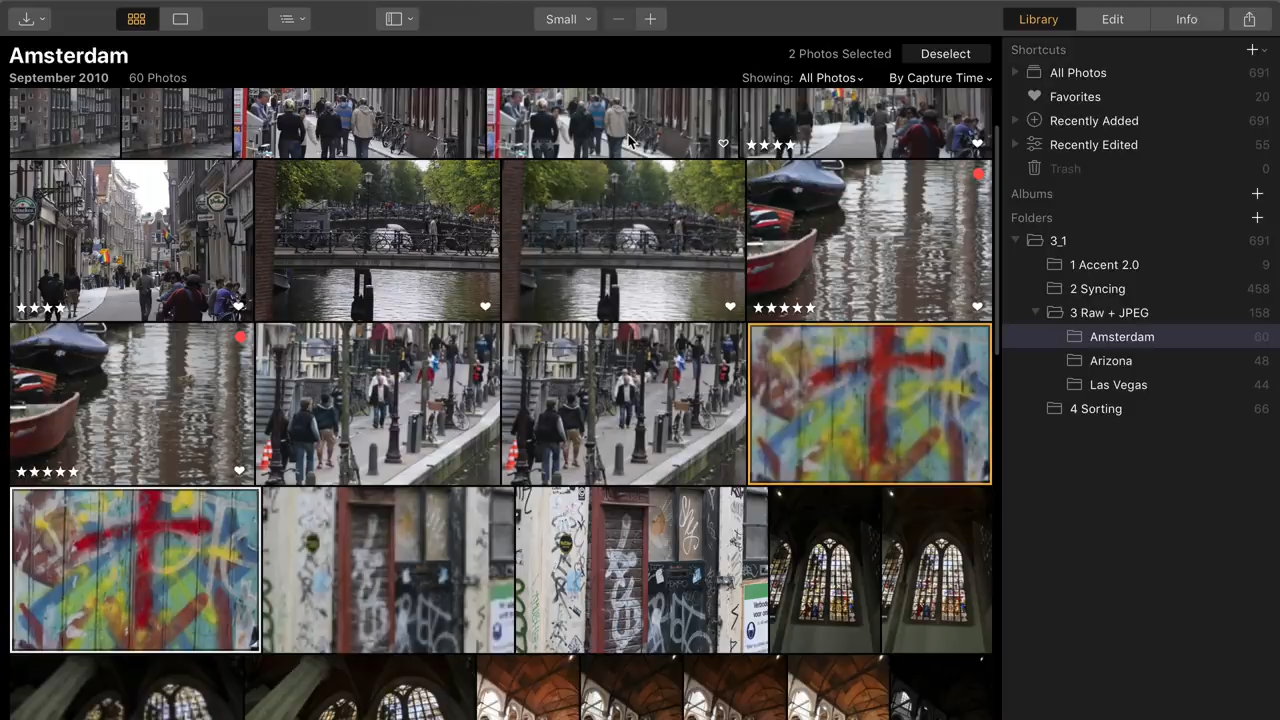 Small
Library Edit Info
Amsterdam
2 Photos Selected Deselect
September 2010 60 Photos
Showing: All Photos By Capture Time
Shortcuts
All Photos 691
Favorites 20
Recently Added 691
Recently Edited 55
Trash 0
Albums
Folders
3_1 691
1 Accent 2.0 9
2 Syncing 458
3 Raw + JPEG 158
Amsterdam 60
Arizona 48
Las Vegas 44
4 Sorting 66
Heineken